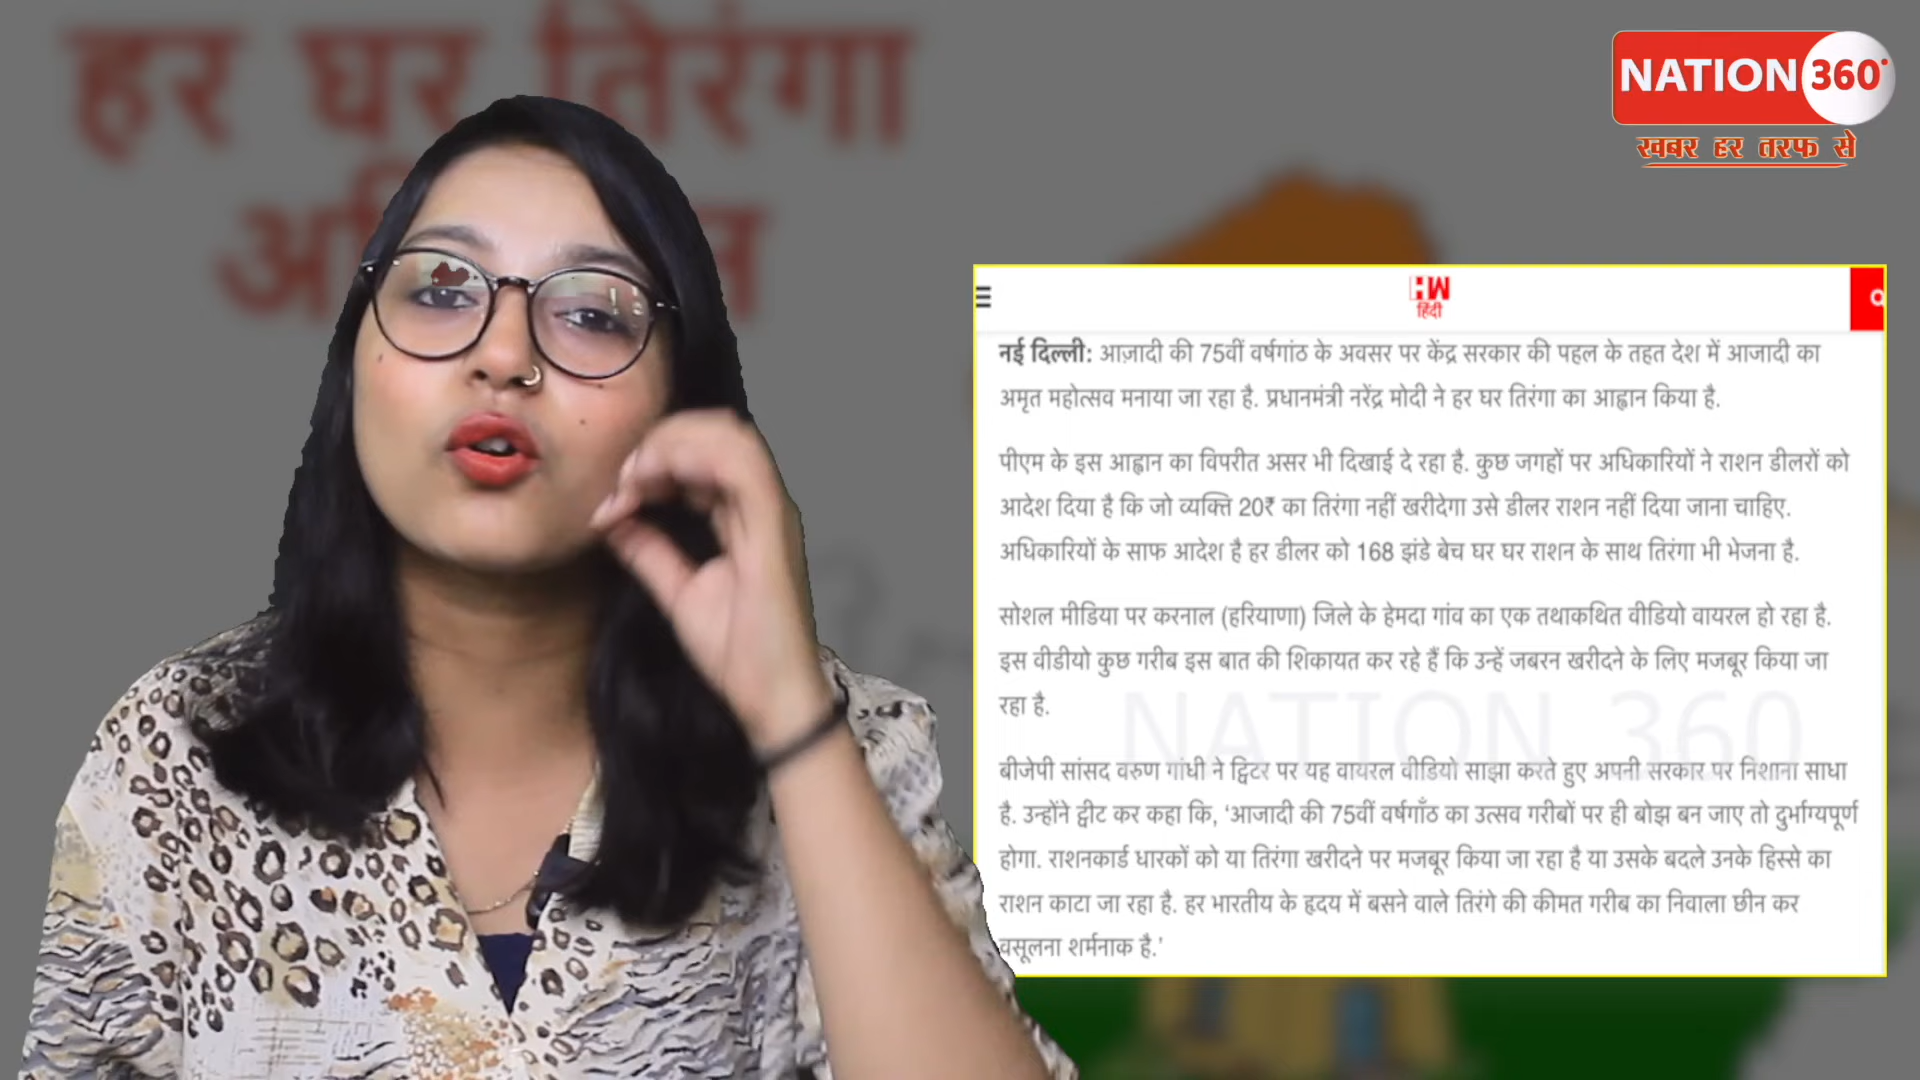 हर घर तिरंगा
NATION 360°
खबर हर तरफ से
HW
हिंदी
नई दिल्ली: आज़ादी की 75वीं वर्षगांठ के अवसर पर केंद्र सरकार की पहल के तहत देश में आजादी का
अमृत महोत्सव मनाया जा रहा है. प्रधानमंत्री नरेंद्र मोदी ने हर घर तिरंगा का आह्वान किया है.
पीएम के इस आह्वान का विपरीत असर भी दिखाई दे रहा है. कुछ जगहों पर अधिकारियों ने राशन डीलरों को
आदेश दिया है कि जो व्यक्ति 20₹ का तिरंगा नहीं खरीदेगा उसे डीलर राशन नहीं दिया जाना चाहिए.
अधिकारियों के साफ आदेश है हर डीलर को 168 झंडे बेच घर घर राशन के साथ तिरंगा भी भेजना है.
सोशल मीडिया पर करनाल (हरियाणा) जिले के हेमदा गांव का एक तथाकथित वीडियो वायरल हो रहा है.
इस वीडीयो कुछ गरीब इस बात की शिकायत कर रहे हैं कि उन्हें जबरन खरीदने के लिए मजबूर किया जा
रहा है.
NATION 360
बीजेपी सांसद वरुण गांधी ने ट्विटर पर यह वायरल वीडियो साझा करते हुए अपनी सरकार पर निशाना साधा
है. उन्होंने ट्वीट कर कहा कि, ‘आजादी की 75वीं वर्षगाँठ का उत्सव गरीबों पर ही बोझ बन जाए तो दुर्भाग्यपूर्ण
होगा. राशनकार्ड धारकों को या तिरंगा खरीदने पर मजबूर किया जा रहा है या उसके बदले उनके हिस्से का
राशन काटा जा रहा है. हर भारतीय के हृदय में बसने वाले तिरंगे की कीमत गरीब का निवाला छीन कर
वसूलना शर्मनाक है.’